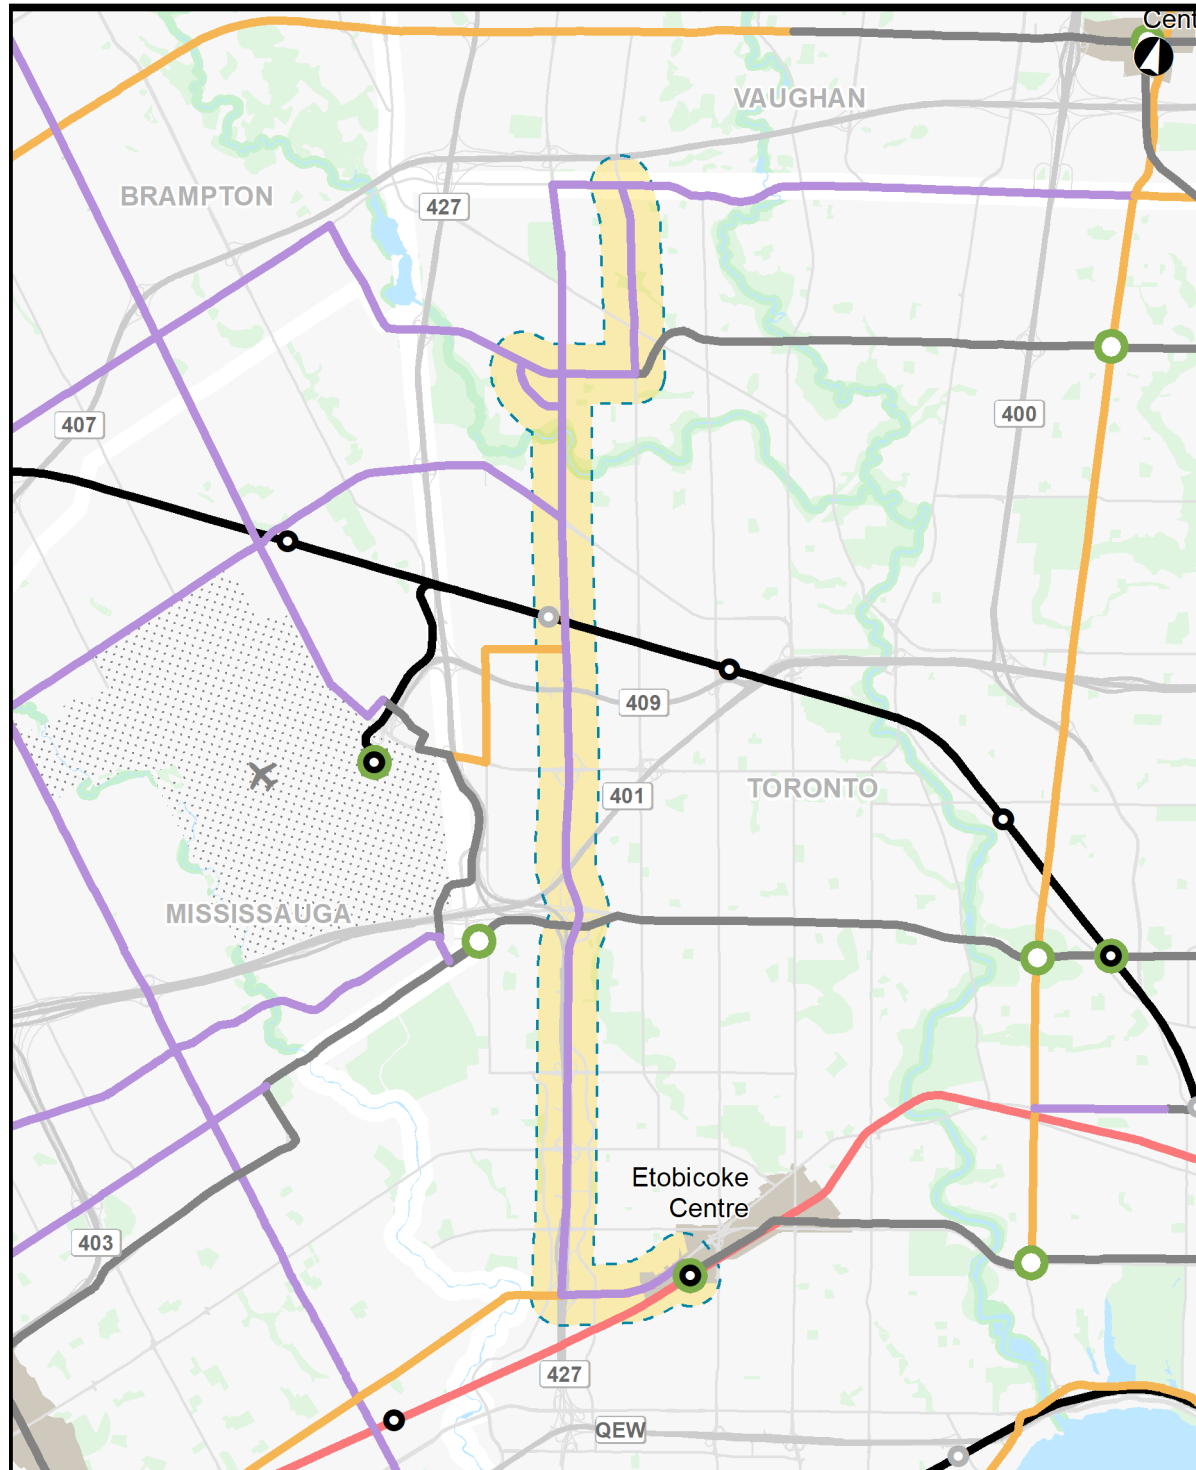 Cent
VAUGHAN
BRAMPTON
427
407
400
409
TORONTO
401
MISSISSAUGA
Etobicoke
Centre
403
427
QEW